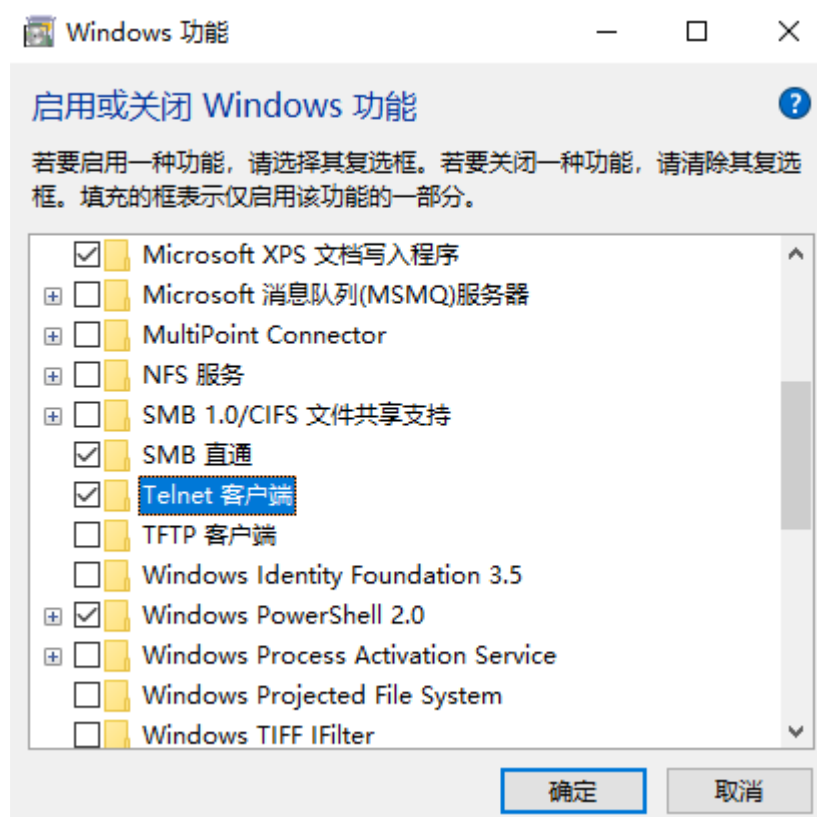 Windows 功能
启用或关闭 Windows 功能
若要启用一种功能，请选择其复选框。若要关闭一种功能，请清除其复选
框。填充的框表示仅启用该功能的一部分。
Microsoft XPS 文档写入程序
Microsoft 消息队列(MSMQ)服务器
MultiPoint Connector
NFS 服务
SMB 1.0/CIFS 文件共享支持
SMB 直通
Telnet 客户端
TFTP 客户端
Windows Identity Foundation 3.5
Windows PowerShell 2.0
Windows Process Activation Service
Windows Projected File System
Windows TIFF IFilter
确定 取消